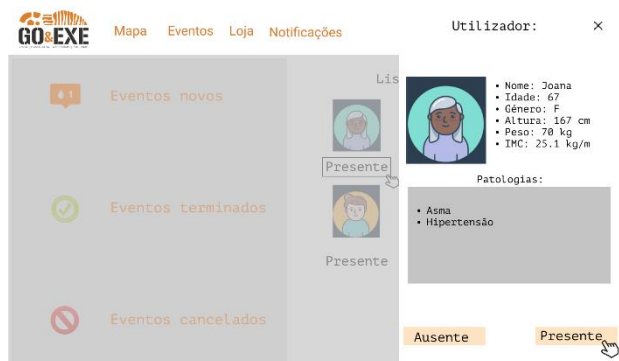 GO&EXE
Mapa Eventos Loja Notificações
Eventos novos
Eventos terminados
Eventos cancelados
Lis
Presente
Presente
Utilizador: ×
• Nome: Joana
• Idade: 67
• Género: F
• Altura: 167 cm
• Peso: 70 kg
• IMC: 25.1 kg/m
Patologias:
• Asma
• Hipertensão
Ausente Presente